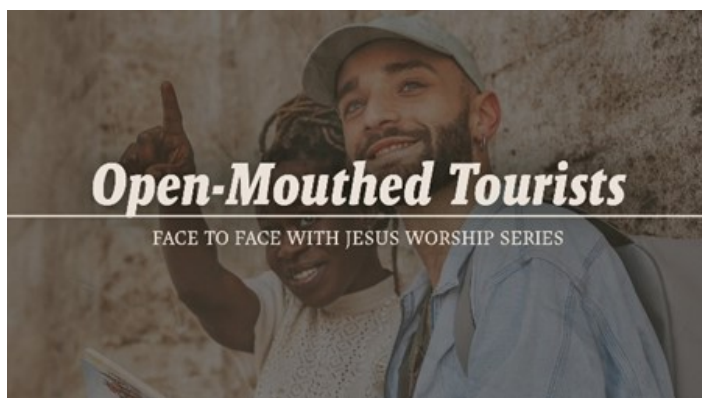 Open-Mouthed Tourists
FACE TO FACE WITH JESUS WORSHIP SERIES